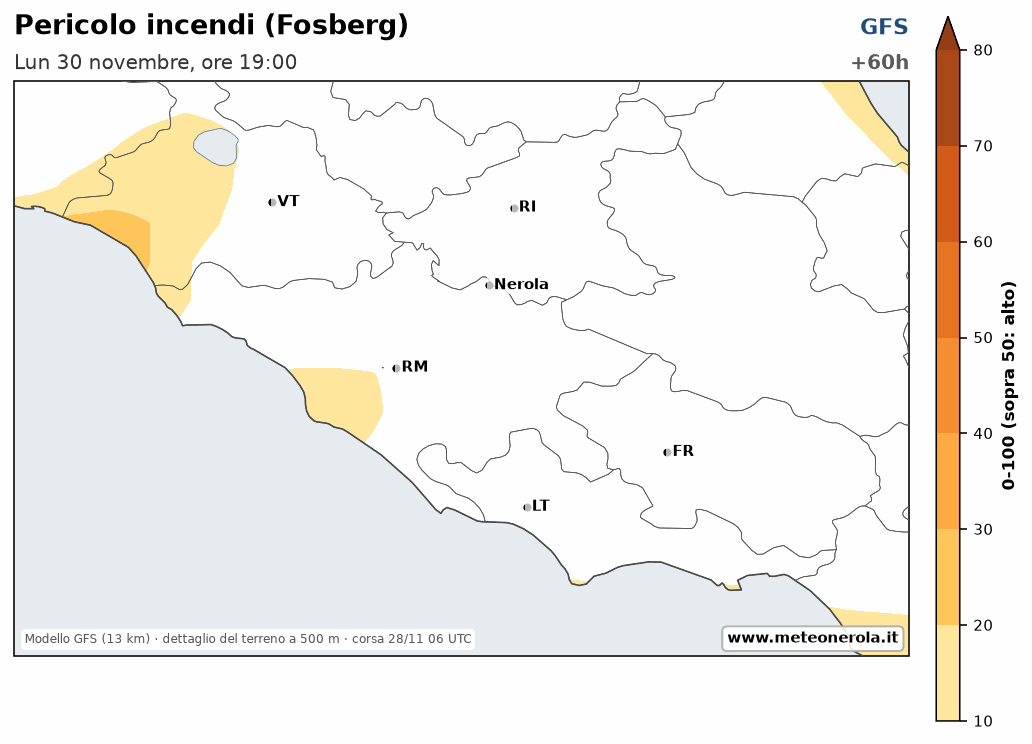 Pericolo incendi (Fosberg)
GFS
Lun 30 novembre, ore 19:00
+60h
80
70
60
50
40
30
20
10
0-100 (sopra 50: alto)
VT
RI
Nerola
RM
FR
LT
Modello GFS (13 km) · dettaglio del terreno a 500 m · corsa 28/11 06 UTC
www.meteonerola.it